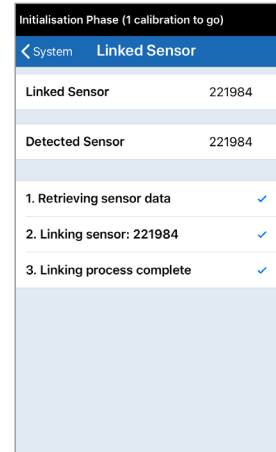 Initialisation Phase (1 calibration to go)
System Linked Sensor
Linked Sensor 221984
Detected Sensor 221984
1. Retrieving sensor data
2. Linking sensor: 221984
3. Linking process complete